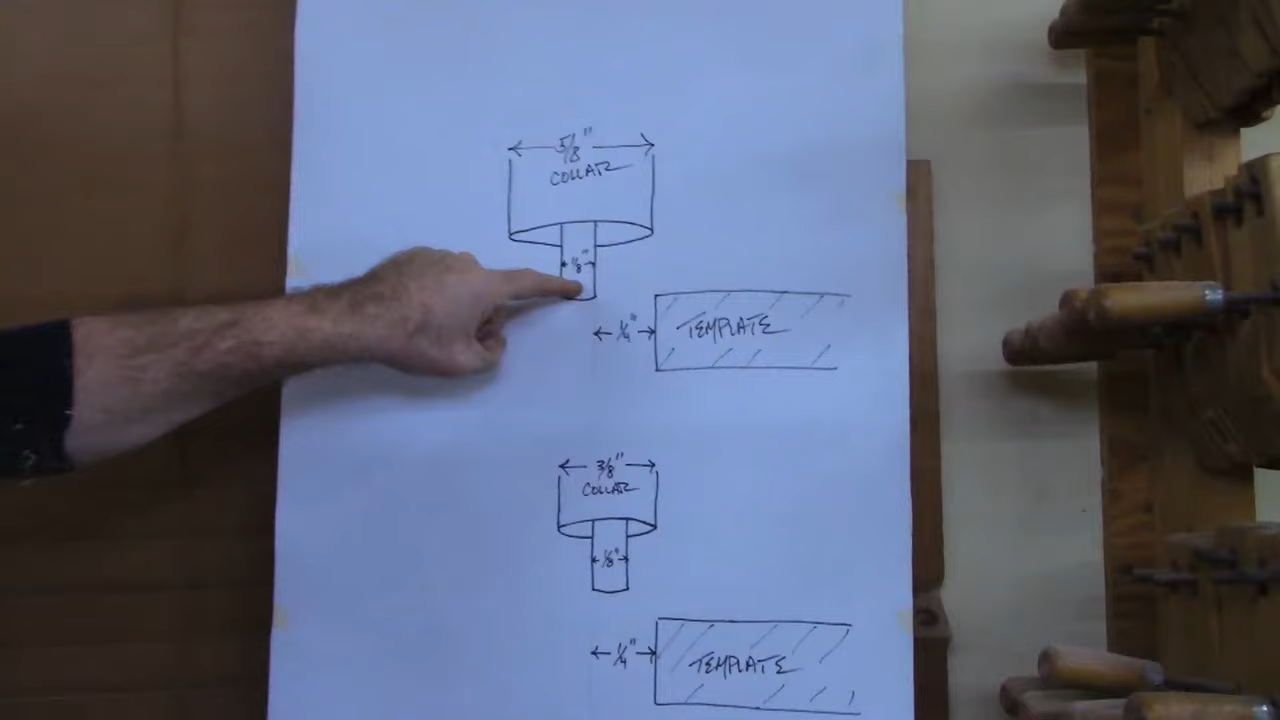 5/8"
COLLAR
1/8"
1/4"
TEMPLATE
3/8"
COLLAR
1/8"
1/4"
TEMPLATE